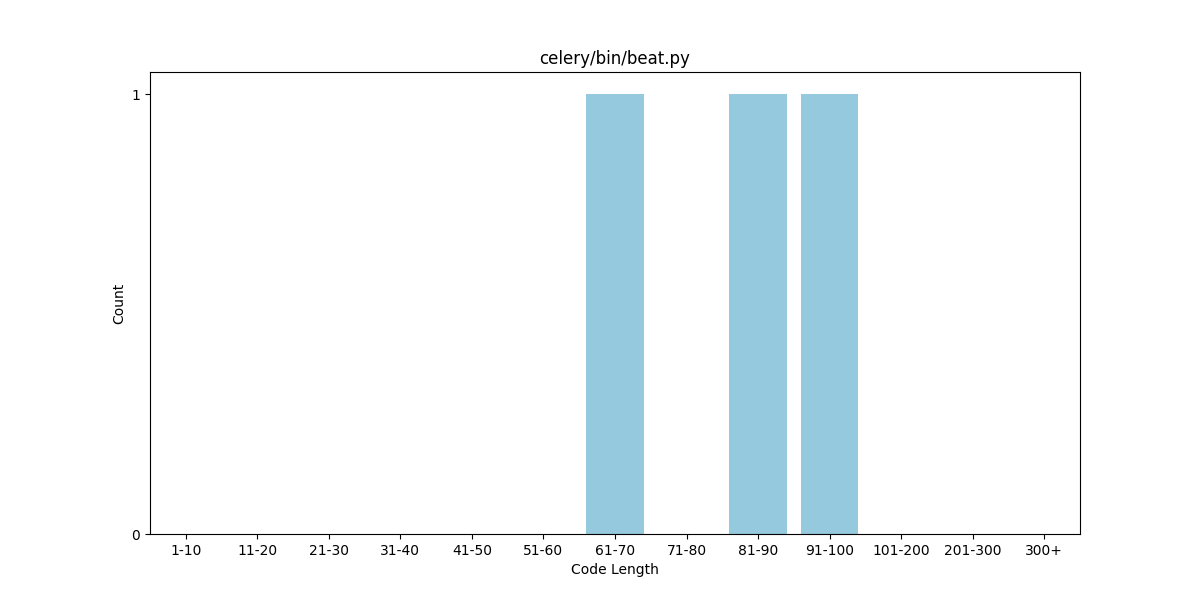 celery/bin/beat.py
1
Count
0
1-10 11-20 21-30 31-40 41-50 51-60 61-70 71-80 81-90 91-100 101-200 201-300 300+
Code Length